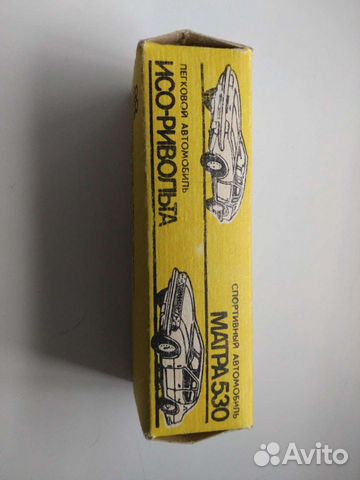 ЛЕГКОВОЙ АВТОМОБИЛЬ
ИСО-РИВОЛЬТА
СПОРТИВНЫЙ АВТОМОБИЛЬ
МАТРА 530
Avito